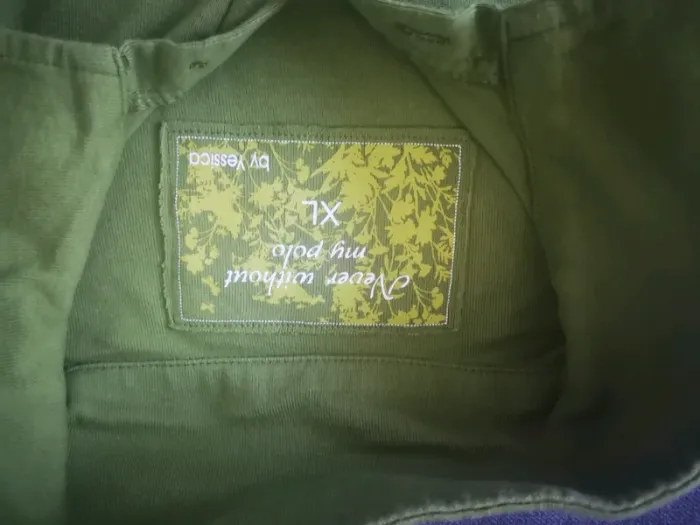 Never without
my polo
XL
by Yessica